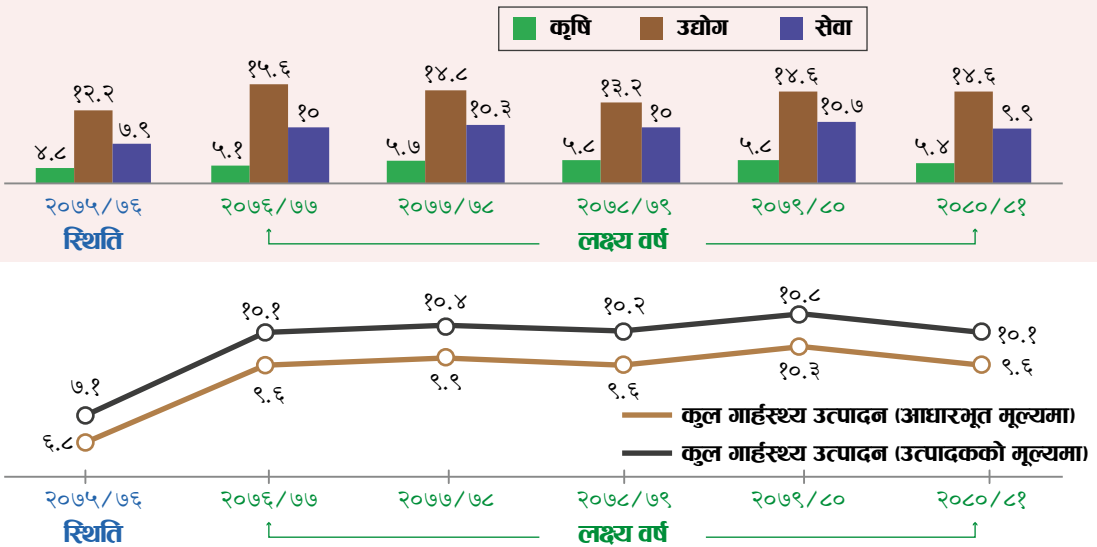 कृषि उद्योग सेवा
४.८ १२.२ ७.९ ५.१ १५.६ १० ५.७ १४.८ १०.३ ५.८ १३.२ १० ५.८ १४.६ १०.७ ५.४ १४.६ ९.९
२०७५/७६ २०७६/७७ २०७७/७८ २०७८/७९ २०७९/८० २०८०/८१
स्थिति लक्ष्य वर्ष
७.१ १०.१ १०.४ १०.२ १०.८ १०.१
६.८ ९.६ ९.९ ९.६ १०.३ ९.६
कुल गार्हस्थ्य उत्पादन (आधारभूत मूल्यमा)
कुल गार्हस्थ्य उत्पादन (उत्पादकको मूल्यमा)
२०७५/७६ २०७६/७७ २०७७/७८ २०७८/७९ २०७९/८० २०८०/८१
स्थिति लक्ष्य वर्ष